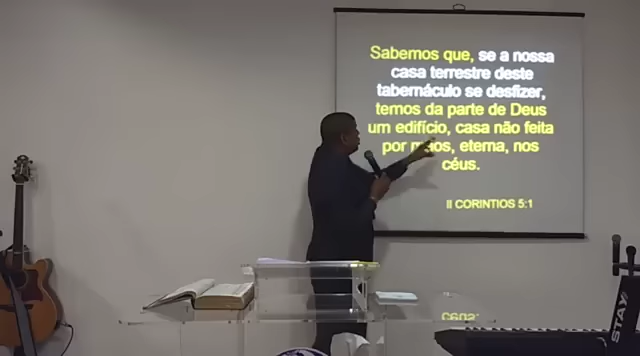 Sabemos que, se a nossa
casa terrestre deste
tabernáculo se desfizer,
temos da parte de Deus
um edifício, casa não feita
por mãos, eterna, nos
céus.
II CORINTIOS 5:1
STAY